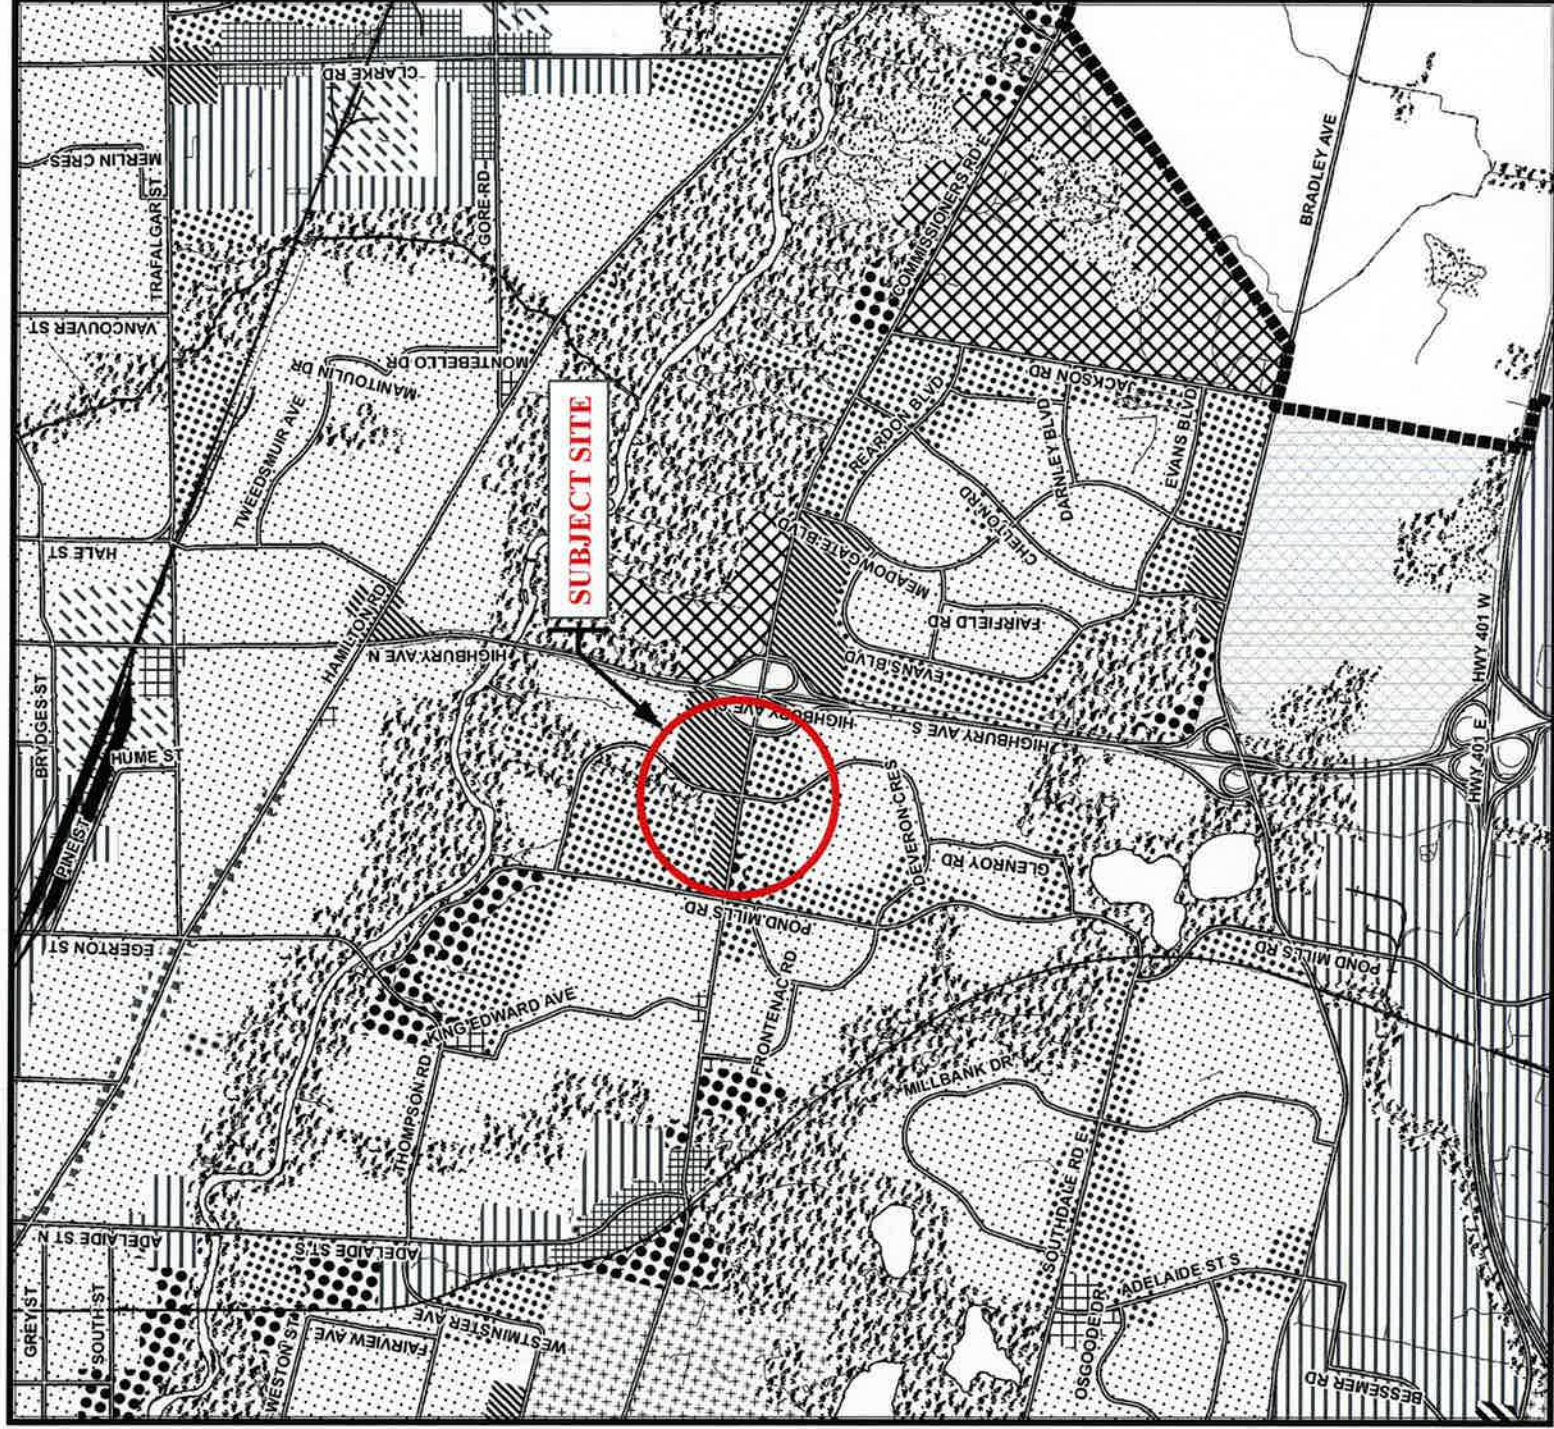 CLARKE RD
MERLIN CRES
TRAFALGAR ST
GORE RD
BRADLEY AVE
COMMISSIONERS RD E
VANCOUVER ST
MONTEBELLO DR
MANITOULIN DR
TWEEDSMUIR AVE
JACKSON RD
REARDON BLVD
DARNLEY BLVD
EVANS BLVD
SUBJECT SITE
HALE ST
CHELTON RD
MEADOWGATE BLVD
FAIRFIELD RD
HAMILTON RD
HIGHBURY AVE N
EVANS BLVD
HWY 401 W
BRYDGES ST
HIGHBURY AVE S
HIGHBURY AVE S
HIGHBURY AVE S
HUME ST
HWY 401 E
PINE ST
DEVERON CRES
GLENROY RD
EGERTON ST
POND MILLS RD
POND MILLS RD
FRONTENAC RD
KING EDWARD AVE
THOMPSON RD
MILLBANK DR
SOUTHDALE RD E
ADELAIDE ST N
ADELAIDE ST S
ADELAIDE ST S
GREY ST
SOUTH ST
WESTON ST
FAIRVIEW AVE
WESTMINSTER AVE
OSGOODE DR
BESSEMER RD